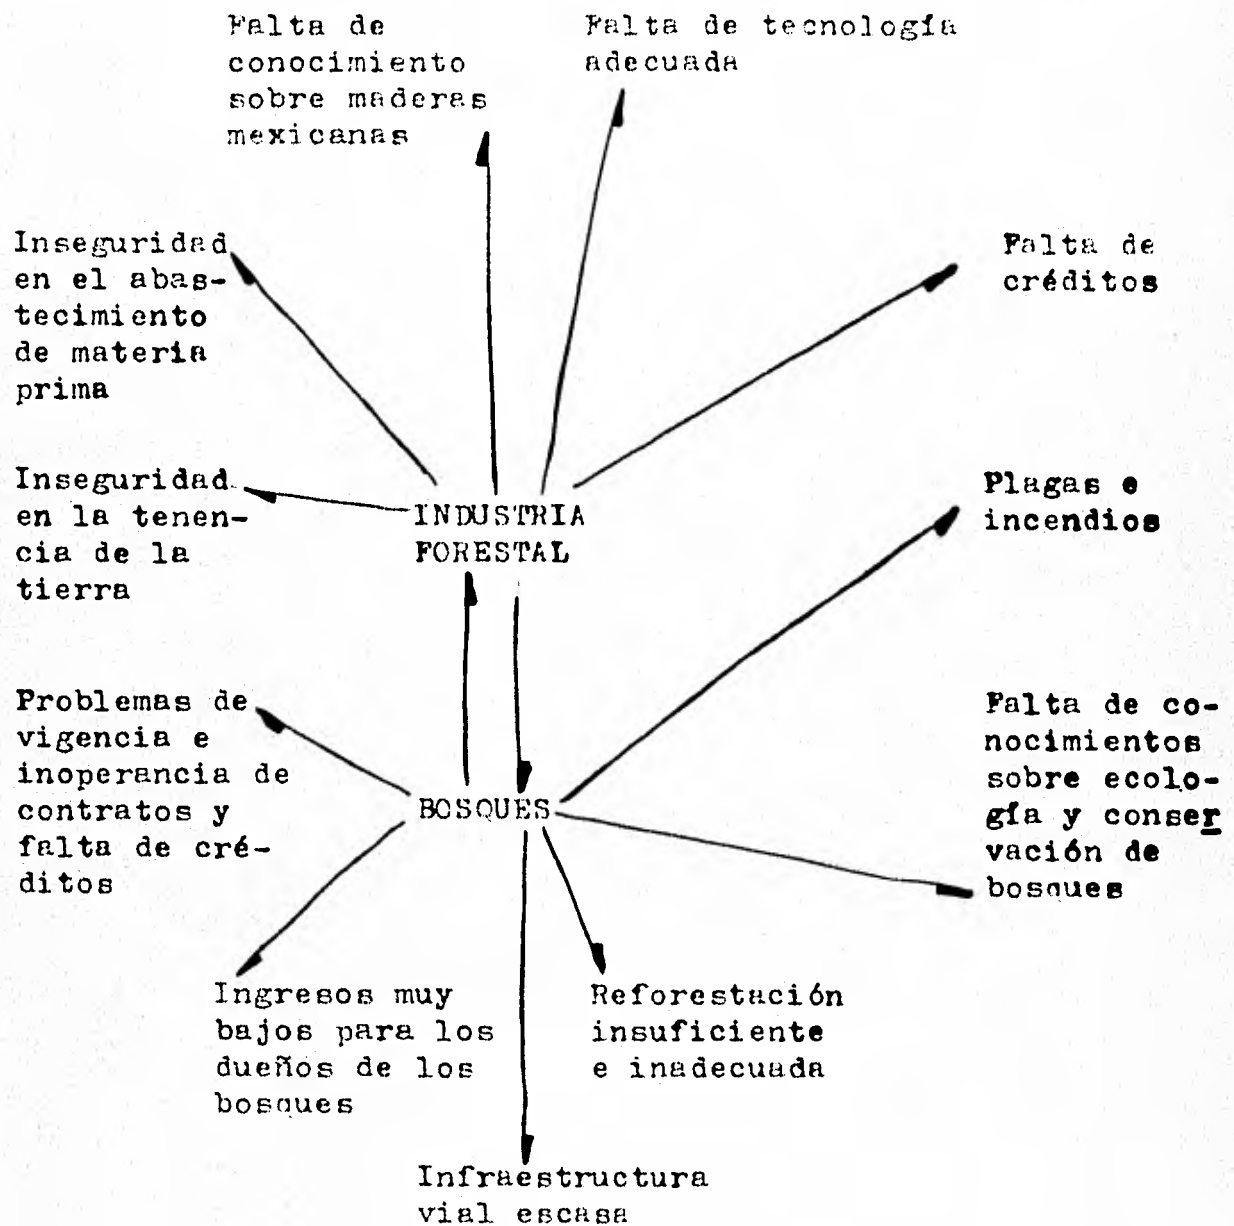 Falta de
conocimiento
sobre maderas
mexicanas
Falta de tecnología
adecuada
Inseguridad
en el abas-
tecimiento
de materia
prima
Falta de
créditos
Inseguridad
en la tenen-
cia de la
tierra
INDUSTRIA
FORESTAL
Plagas e
incendios
Problemas de
vigencia e
inoperancia de
contratos y
falta de cré-
ditos
BOSQUES
Falta de co-
nocimientos
sobre ecolo-
gía y conser
vación de
bosques
Ingresos muy
bajos para los
dueños de los
bosques
Reforestación
insuficiente
e inadecuada
Infraestructura
vial escasa